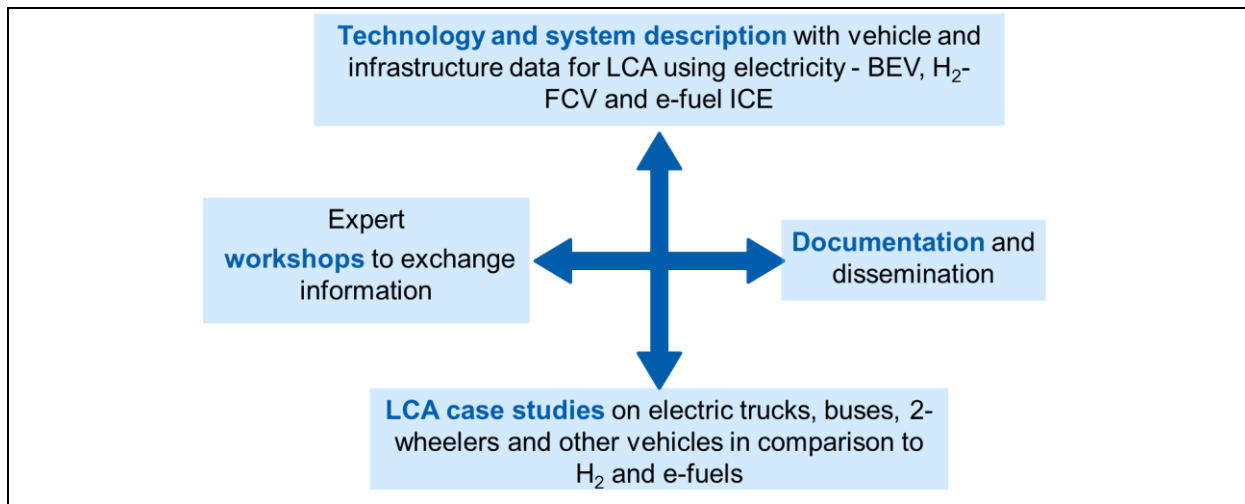 Technology and system description with vehicle and
infrastructure data for LCA using electricity - BEV, H₂-
FCV and e-fuel ICE
Expert
workshops to exchange
information
Documentation and
dissemination
LCA case studies on electric trucks, buses, 2-
wheelers and other vehicles in comparison to
H₂ and e-fuels